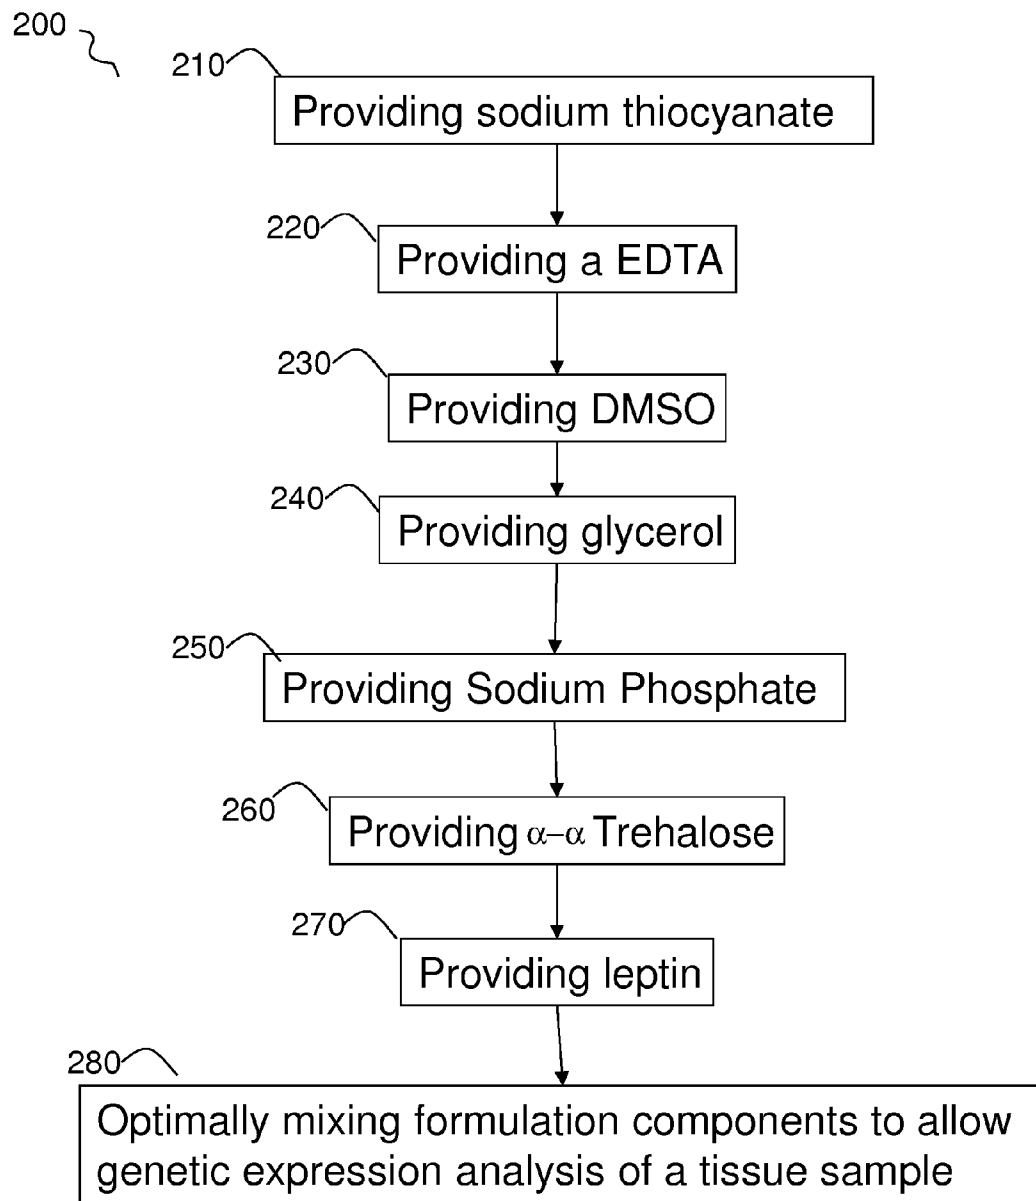 200
210
Providing sodium thiocyanate
220
Providing a EDTA
230
Providing DMSO
240
Providing glycerol
250
Providing Sodium Phosphate
260
Providing α–α Trehalose
270
Providing leptin
280
Optimally mixing formulation components to allow
genetic expression analysis of a tissue sample